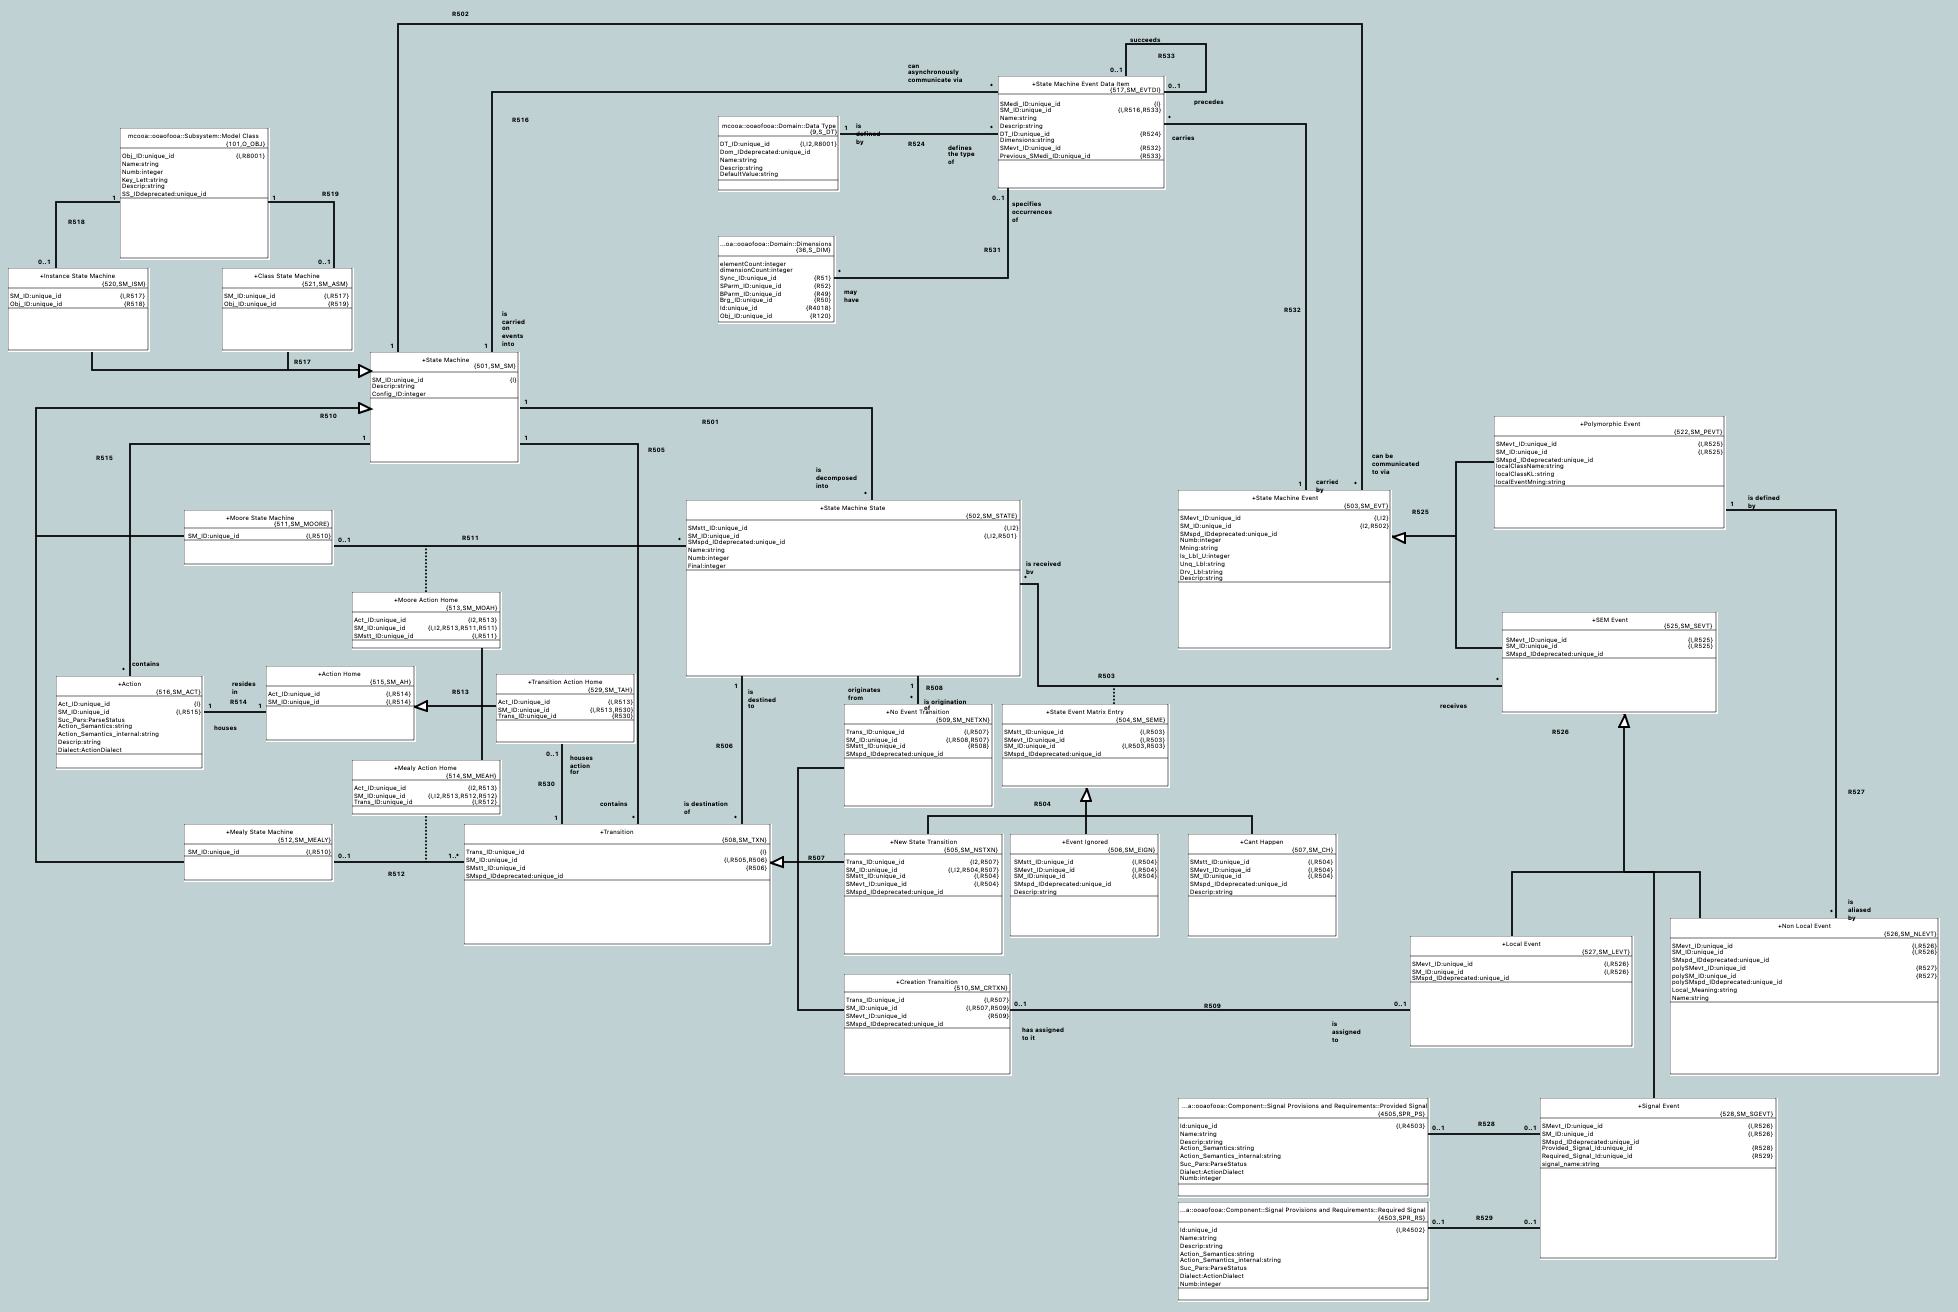 R502
succeeds
R533
0..1
0..1
precedes
can
asynchronously
communicate via
*
+State Machine Event Data Item
{517,SM_EVTDI}
SMedi_ID:unique_id {I}
SM_ID:unique_id {I,R516,R533}
Name:string
Descrip:string
DT_ID:unique_id {R524}
Dimensions:string
SMevt_ID:unique_id {R532}
Previous_SMedi_ID:unique_id {R533}
*
carries
R516
mcooa::ooaofooa::Domain::Data Type
{9,S_DT}
DT_ID:unique_id {I,I2,R8001}
Dom_IDdeprecated:unique_id
Name:string
Descrip:string
DefaultValue:string
1
is
defined
by
R524
*
defines
the type
of
mcooa::ooaofooa::Subsystem::Model Class
{101,O_OBJ}
Obj_ID:unique_id {I,R8001}
Name:string
Numb:integer
Key_Lett:string
Descrip:string
SS_IDdeprecated:unique_id
1
R518
0..1
1
R519
0..1
0..1
specifies
occurrences
of
R531
...oa::ooaofooa::Domain::Dimensions
{36,S_DIM}
elementCount:integer
dimensionCount:integer
Sync_ID:unique_id {R51}
SParm_ID:unique_id {R52}
BParm_ID:unique_id {R49}
Brg_ID:unique_id {R50}
Id:unique_id {R4018}
Obj_ID:unique_id {R120}
*
may
have
+Instance State Machine
{520,SM_ISM}
SM_ID:unique_id {I,R517}
Obj_ID:unique_id {R518}
+Class State Machine
{521,SM_ASM}
SM_ID:unique_id {I,R517}
Obj_ID:unique_id {R519}
R532
is
carried
on
events
into
1
1
R517
+State Machine
{501,SM_SM}
SM_ID:unique_id {I}
Descrip:string
Config_ID:integer
R510
1
R515
1
R501
1
R505
is
decomposed
into
*
can be
communicated
to via
*
1
carried
by
+Polymorphic Event
{522,SM_PEVT}
SMevt_ID:unique_id {I,R525}
SM_ID:unique_id {I,R525}
SMspd_IDdeprecated:unique_id
localClassName:string
localClassKL:string
localEventMning:string
1
is defined
by
R525
+State Machine Event
{503,SM_EVT}
SMevt_ID:unique_id {I,I2}
SM_ID:unique_id {I2,R502}
SMspd_IDdeprecated:unique_id
Numb:integer
Mning:string
Is_Lbl_U:integer
Unq_Lbl:string
Drv_Lbl:string
Descrip:string
+Moore State Machine
{511,SM_MOORE}
SM_ID:unique_id {I,R510}
0..1
R511
*
+State Machine State
{502,SM_STATE}
SMstt_ID:unique_id {I,I2}
SM_ID:unique_id {I,I2,R501}
SMspd_IDdeprecated:unique_id
Name:string
Numb:integer
Final:integer
is received
by
*
+Moore Action Home
{513,SM_MOAH}
Act_ID:unique_id {I2,R513}
SM_ID:unique_id {I,I2,R513,R511,R511}
SMstt_ID:unique_id {I,R511}
+SEM Event
{525,SM_SEVT}
SMevt_ID:unique_id {I,R525}
SM_ID:unique_id {I,R525}
SMspd_IDdeprecated:unique_id
*
contains
+Action
{516,SM_ACT}
Act_ID:unique_id {I}
SM_ID:unique_id {I,R515}
Suc_Pars:ParseStatus
Action_Semantics:string
Action_Semantics_internal:string
Descrip:string
Dialect:ActionDialect
resides
in
R514
1
1
houses
+Action Home
{515,SM_AH}
Act_ID:unique_id {I,R514}
SM_ID:unique_id {I,R514}
R513
+Transition Action Home
{529,SM_TAH}
Act_ID:unique_id {I,R513}
SM_ID:unique_id {I,R513,R530}
Trans_ID:unique_id {R530}
1
is
destined
to
R506
originates
from
1
R508
*
is origination
of
R503
*
receives
+No Event Transition
{509,SM_NETXN}
Trans_ID:unique_id {I,R507}
SM_ID:unique_id {I,R508,R507}
SMstt_ID:unique_id {R508}
SMspd_IDdeprecated:unique_id
+State Event Matrix Entry
{504,SM_SEME}
SMstt_ID:unique_id {I,R503}
SMevt_ID:unique_id {I,R503}
SM_ID:unique_id {I,R503,R503}
SMspd_IDdeprecated:unique_id
R526
0..1
houses
action
for
R530
1
+Mealy Action Home
{514,SM_MEAH}
Act_ID:unique_id {I2,R513}
SM_ID:unique_id {I,I2,R513,R512,R512}
Trans_ID:unique_id {I,R512}
contains
*
is destination
of
*
R504
R527
+Mealy State Machine
{512,SM_MEALY}
SM_ID:unique_id {I,R510}
0..1
R512
1..*
+Transition
{508,SM_TXN}
Trans_ID:unique_id {I}
SM_ID:unique_id {I,R505,R506}
SMstt_ID:unique_id {R506}
SMspd_IDdeprecated:unique_id
R507
+New State Transition
{505,SM_NSTXN}
Trans_ID:unique_id {I2,R507}
SM_ID:unique_id {I,I2,R504,R507}
SMstt_ID:unique_id {I,R504}
SMevt_ID:unique_id {I,R504}
SMspd_IDdeprecated:unique_id
+Event Ignored
{506,SM_EIGN}
SMstt_ID:unique_id {I,R504}
SMevt_ID:unique_id {I,R504}
SM_ID:unique_id {I,R504}
SMspd_IDdeprecated:unique_id
Descrip:string
+Cant Happen
{507,SM_CH}
SMstt_ID:unique_id {I,R504}
SMevt_ID:unique_id {I,R504}
SM_ID:unique_id {I,R504}
SMspd_IDdeprecated:unique_id
Descrip:string
*
is
aliased
by
+Local Event
{527,SM_LEVT}
SMevt_ID:unique_id {I,R526}
SM_ID:unique_id {I,R526}
SMspd_IDdeprecated:unique_id
+Non Local Event
{526,SM_NLEVT}
SMevt_ID:unique_id {I,R526}
SM_ID:unique_id {I,R526}
SMspd_IDdeprecated:unique_id
polySMevt_ID:unique_id {R527}
polySM_ID:unique_id {R527}
polySMspd_IDdeprecated:unique_id
Local_Meaning:string
Name:string
+Creation Transition
{510,SM_CRTXN}
Trans_ID:unique_id {I,R507}
SM_ID:unique_id {I,R507,R509}
SMevt_ID:unique_id {R509}
SMspd_IDdeprecated:unique_id
0..1
has assigned
to it
R509
0..1
is
assigned
to
...a::ooaofooa::Component::Signal Provisions and Requirements::Provided Signal
{4505,SPR_PS}
Id:unique_id {I,R4503}
Name:string
Descrip:string
Action_Semantics:string
Action_Semantics_internal:string
Suc_Pars:ParseStatus
Dialect:ActionDialect
Numb:integer
0..1
R528
0..1
+Signal Event
{528,SM_SGEVT}
SMevt_ID:unique_id {I,R526}
SM_ID:unique_id {I,R526}
SMspd_IDdeprecated:unique_id
Provided_Signal_Id:unique_id {R528}
Required_Signal_Id:unique_id {R529}
signal_name:string
...a::ooaofooa::Component::Signal Provisions and Requirements::Required Signal
{4503,SPR_RS}
Id:unique_id {I,R4502}
Name:string
Descrip:string
Action_Semantics:string
Action_Semantics_internal:string
Suc_Pars:ParseStatus
Dialect:ActionDialect
Numb:integer
0..1
R529
0..1